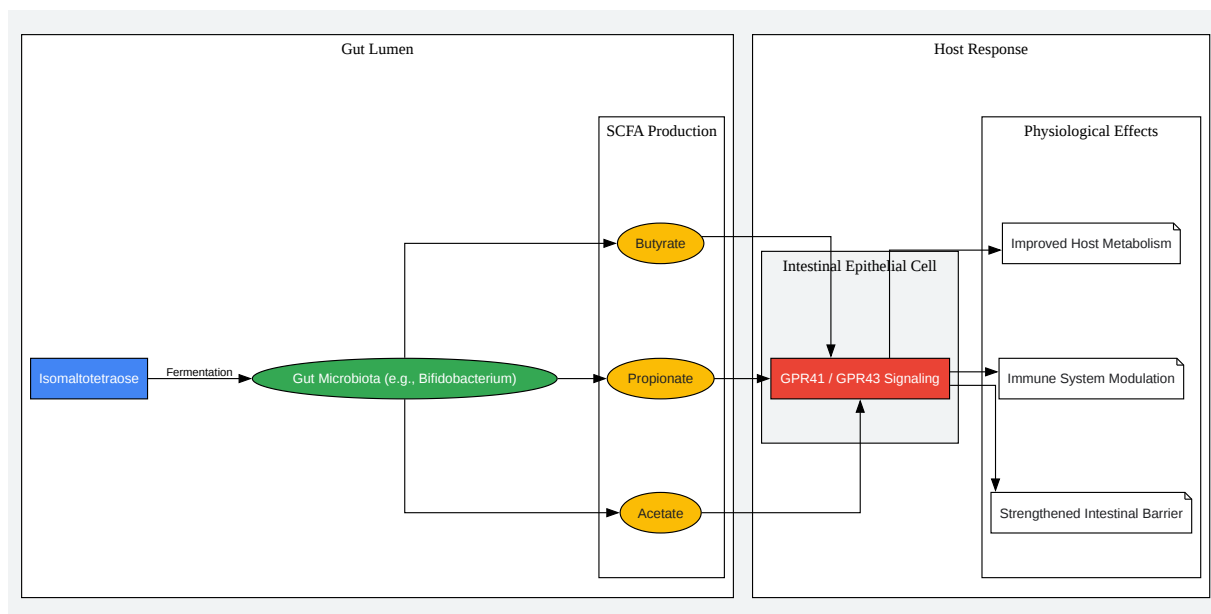 Gut Lumen
Host Response
SCFA Production
Physiological Effects
Butyrate
Improved Host Metabolism
Intestinal Epithelial Cell
Isomaltotetraose
Fermentation
Gut Microbiota (e.g., Bifidobacterium)
Propionate
GPR41 / GPR43 Signaling
Immune System Modulation
Acetate
Strengthened Intestinal Barrier